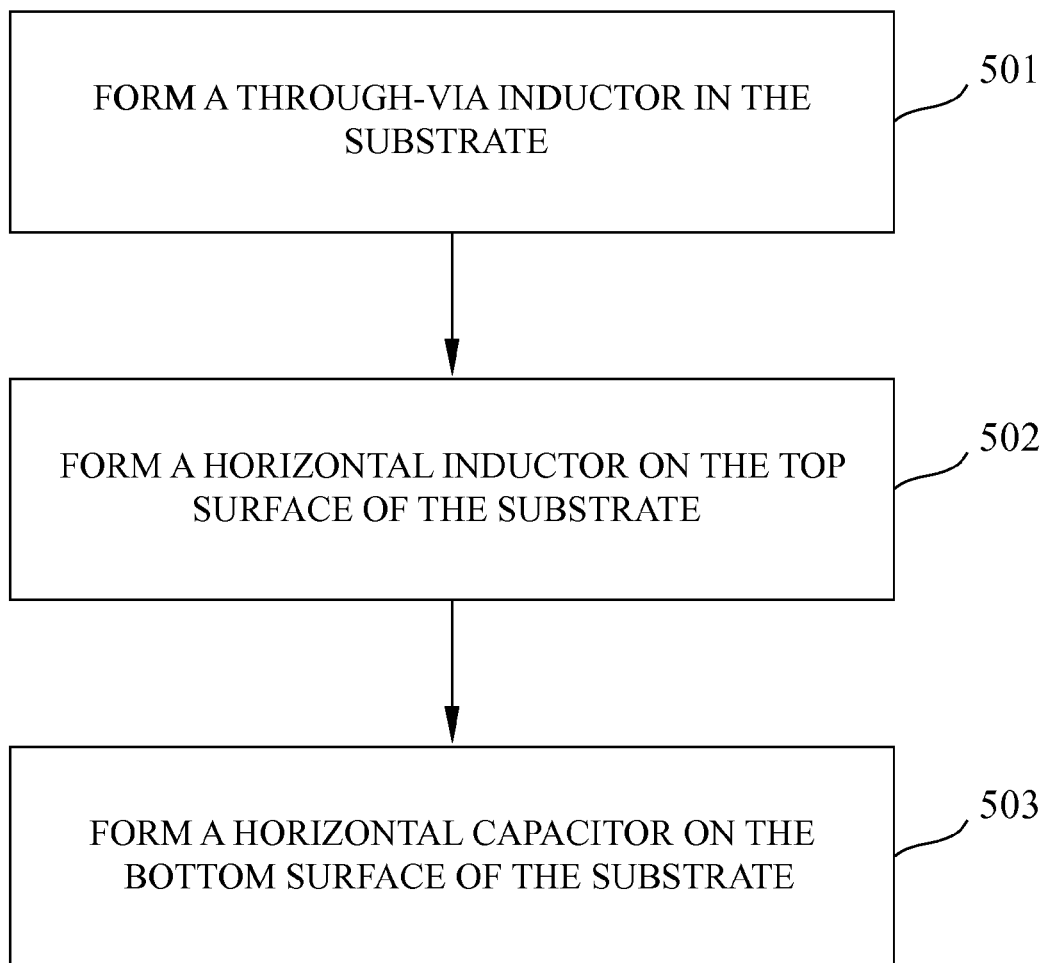 FORM A THROUGH-VIA INDUCTOR IN THE
SUBSTRATE
501
FORM A HORIZONTAL INDUCTOR ON THE TOP
SURFACE OF THE SUBSTRATE
502
FORM A HORIZONTAL CAPACITOR ON THE
BOTTOM SURFACE OF THE SUBSTRATE
503